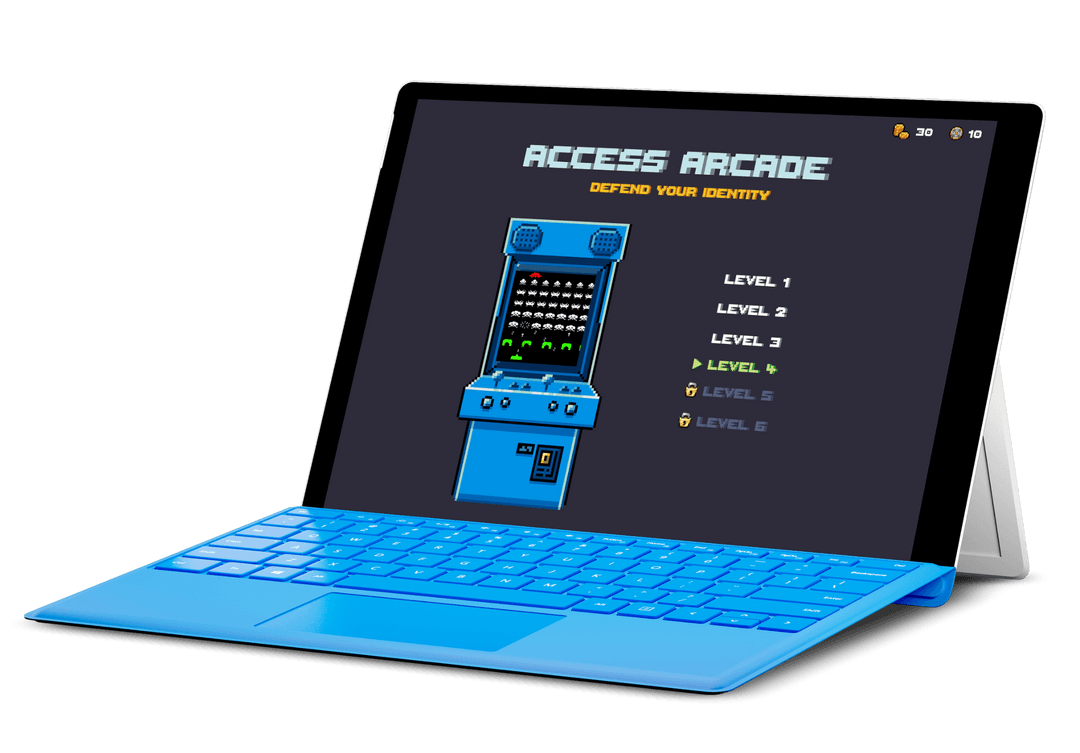 30 10
ACCESS ARCADE
DEFEND YOUR IDENTITY
LEVEL 1
LEVEL 2
LEVEL 3
LEVEL 4
LEVEL 5
LEVEL 6